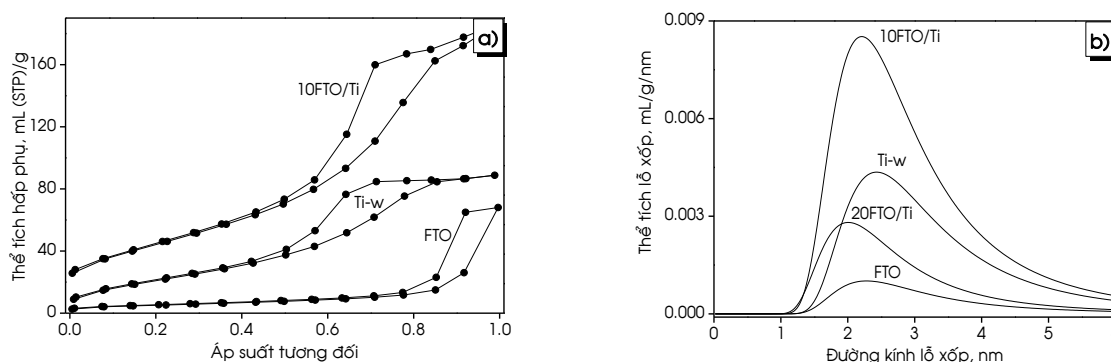 a)
Thể tích hấp phụ, mL (STP)/g
160
120
80
40
0
10FTO/Ti
Ti-w
FTO
0.0 0.2 0.4 0.6 0.8 1.0
Áp suất tương đối
b)
Thể tích lỗ xốp, mL/g/nm
0.009
0.006
0.003
0.000
10FTO/Ti
Ti-w
20FTO/Ti
FTO
0 1 2 3 4 5
Đường kính lỗ xốp, nm